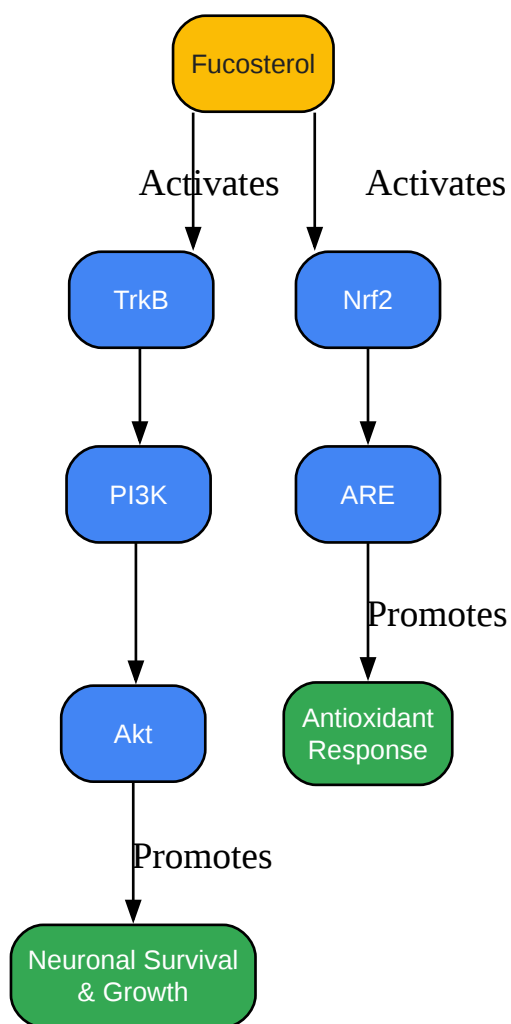 Fucosterol
Activates
Activates
TrkB
Nrf2
PI3K
ARE
Promotes
Antioxidant
Response
Akt
Promotes
Neuronal Survival
& Growth